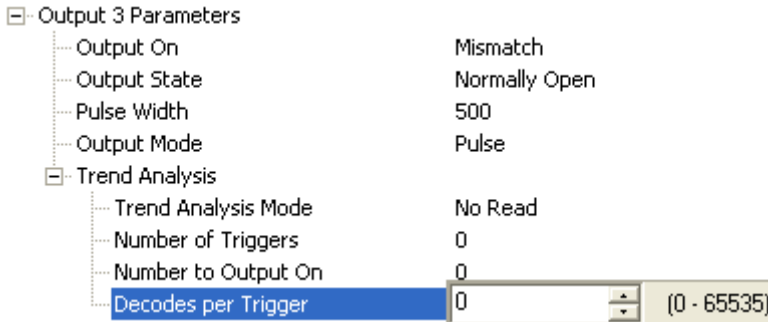 Output 3 Parameters
Output On Mismatch
Output State Normally Open
Pulse Width 500
Output Mode Pulse
Trend Analysis
Trend Analysis Mode No Read
Number of Triggers 0
Number to Output On 0
Decodes per Trigger 0 (0 - 65535)